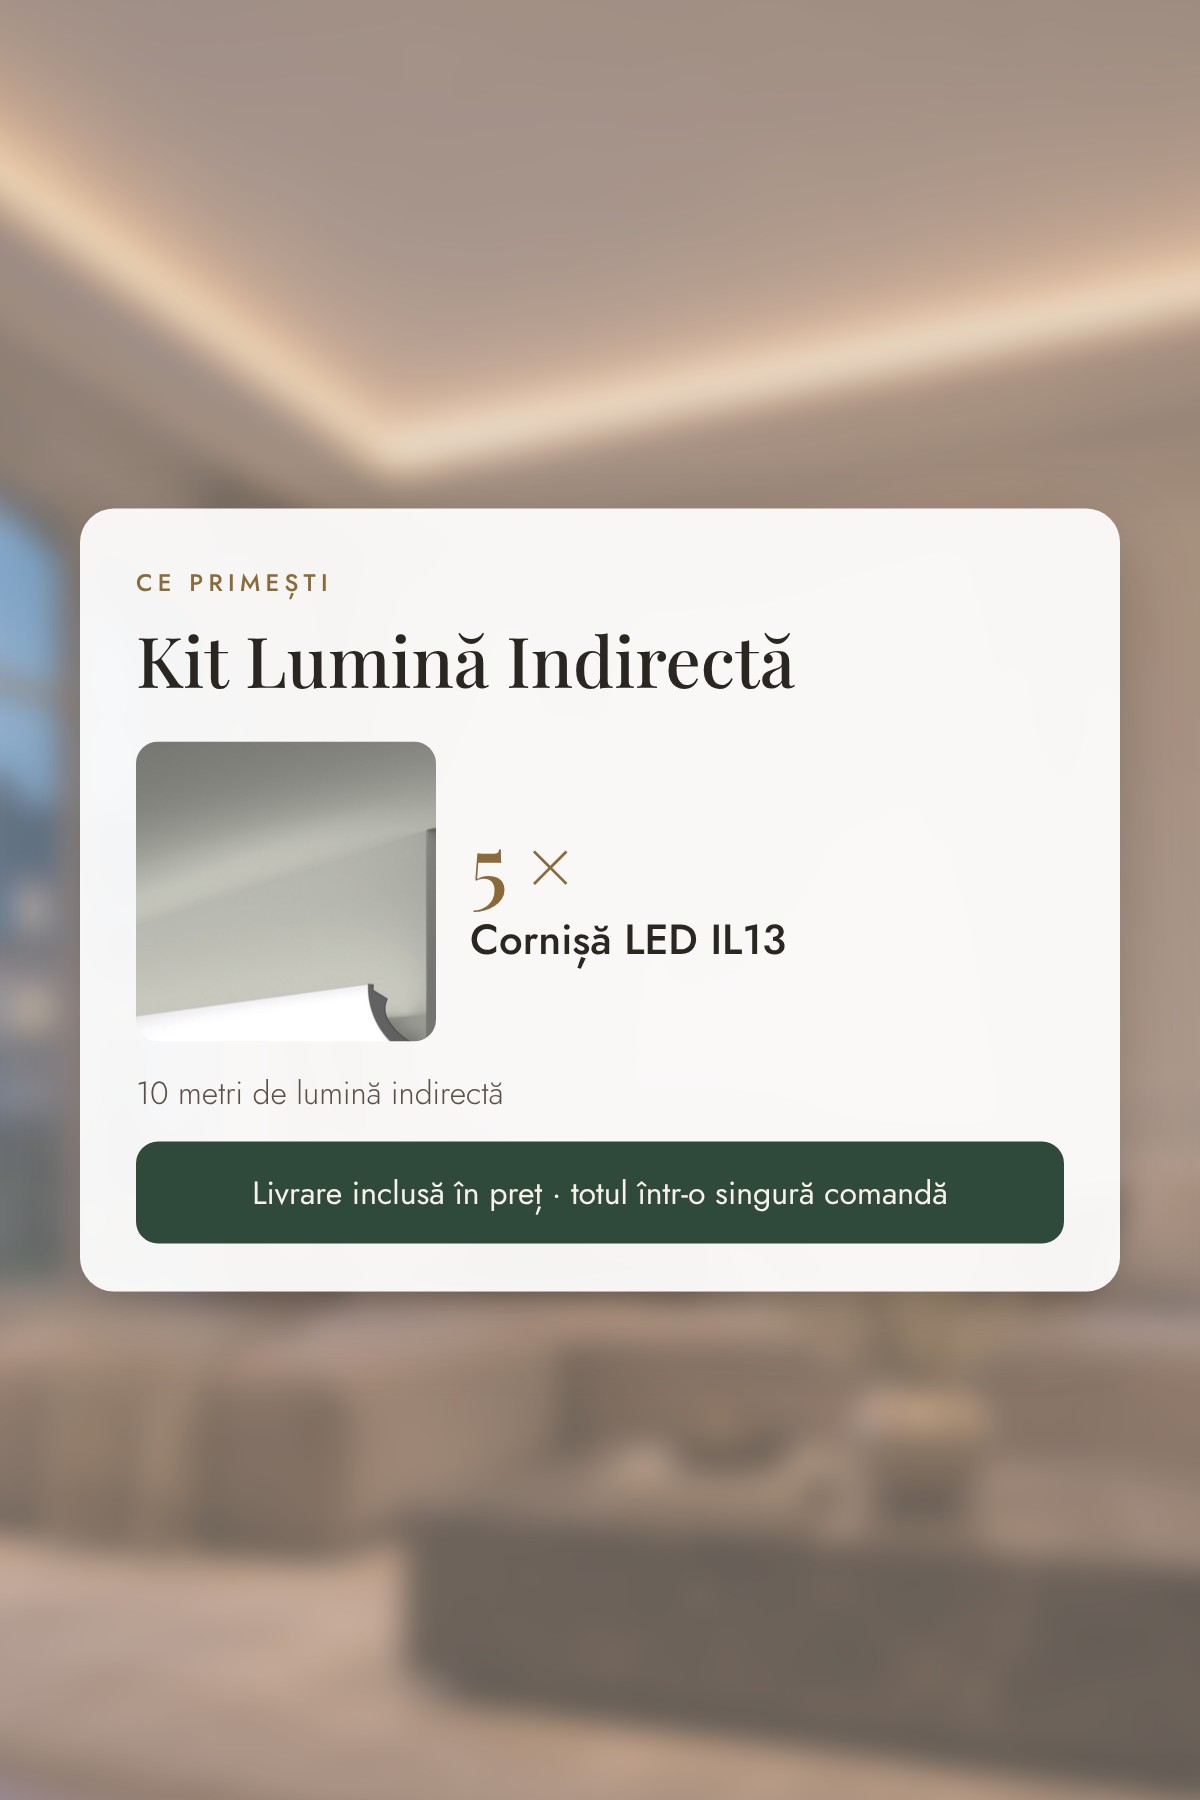 CE PRIMEȘTI
Kit Lumină Indirectă
5 ×
Cornișă LED IL13
10 metri de lumină indirectă
Livrare inclusă în preț · totul într-o singură comandă